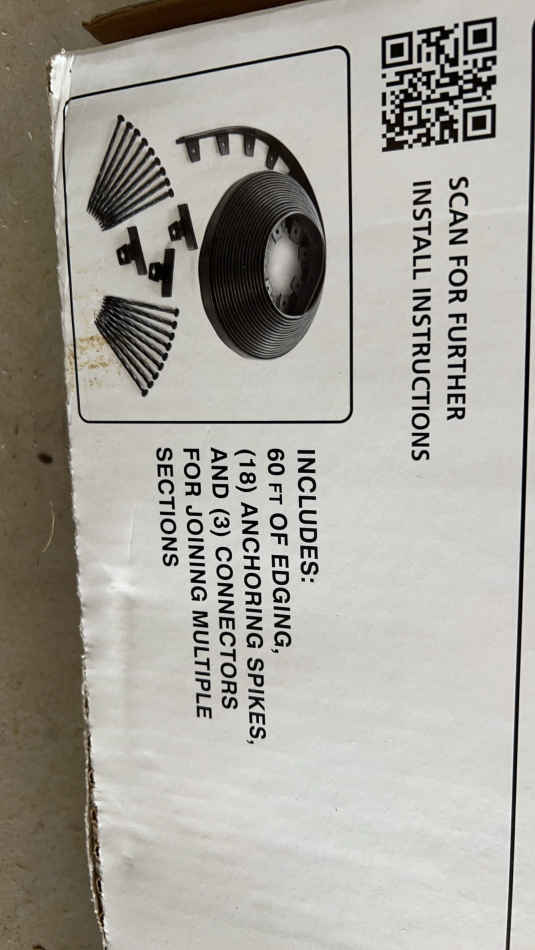 SCAN FOR FURTHER
INSTALL INSTRUCTIONS
INCLUDES:
60 FT OF EDGING,
(18) ANCHORING SPIKES,
AND (3) CONNECTORS
FOR JOINING MULTIPLE
SECTIONS